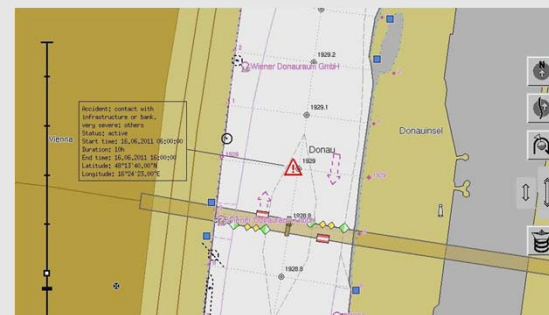 1929.2
Wiener Donauraum GmbH
1929.1
Accident: contact with
infrastructure or bank.
very severe: others
Status: active
Start time: 16.06.2011 06:00:00
Duration: 10h
End time: 16.06.2011 16:00:00
Latitude: 48°13'40.00"N
Longitude: 16°24'23.00"E
Vienna
Donau
Donauinsel
1929
1929
1928.9
1928.8
N